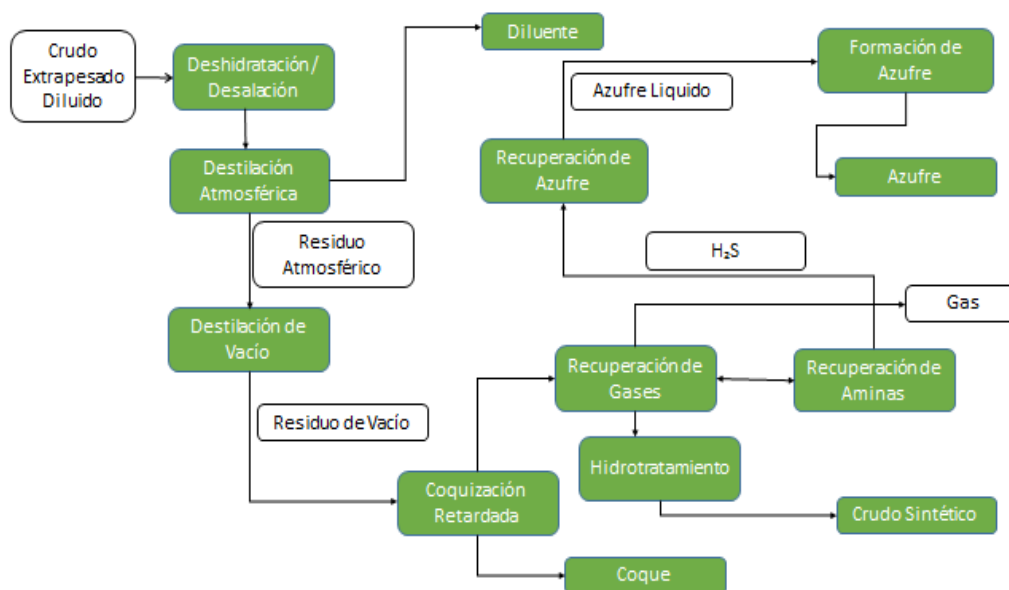 Crudo
Extrapesado
Diluido
Deshidratación /
Desalación
Diluente
Formación de
Azufre
Azufre Liquido
Destilación
Atmosférica
Recuperación de
Azufre
Azufre
Residuo
Atmosférico
H₂S
Gas
Destilación de
Vacío
Recuperación de
Gases
Recuperación de
Aminas
Residuo de Vacío
Hidrotratamiento
Coquización
Retardada
Crudo Sintético
Coque